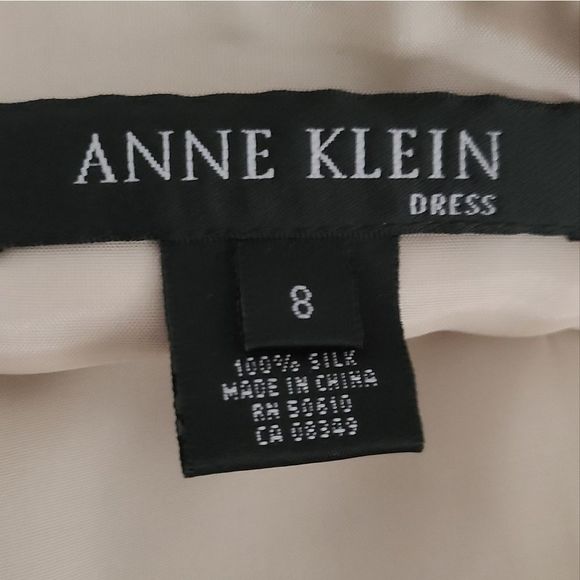 ANNE KLEIN
DRESS
8
100% SILK
MADE IN CHINA
RN 50610
CA 08349